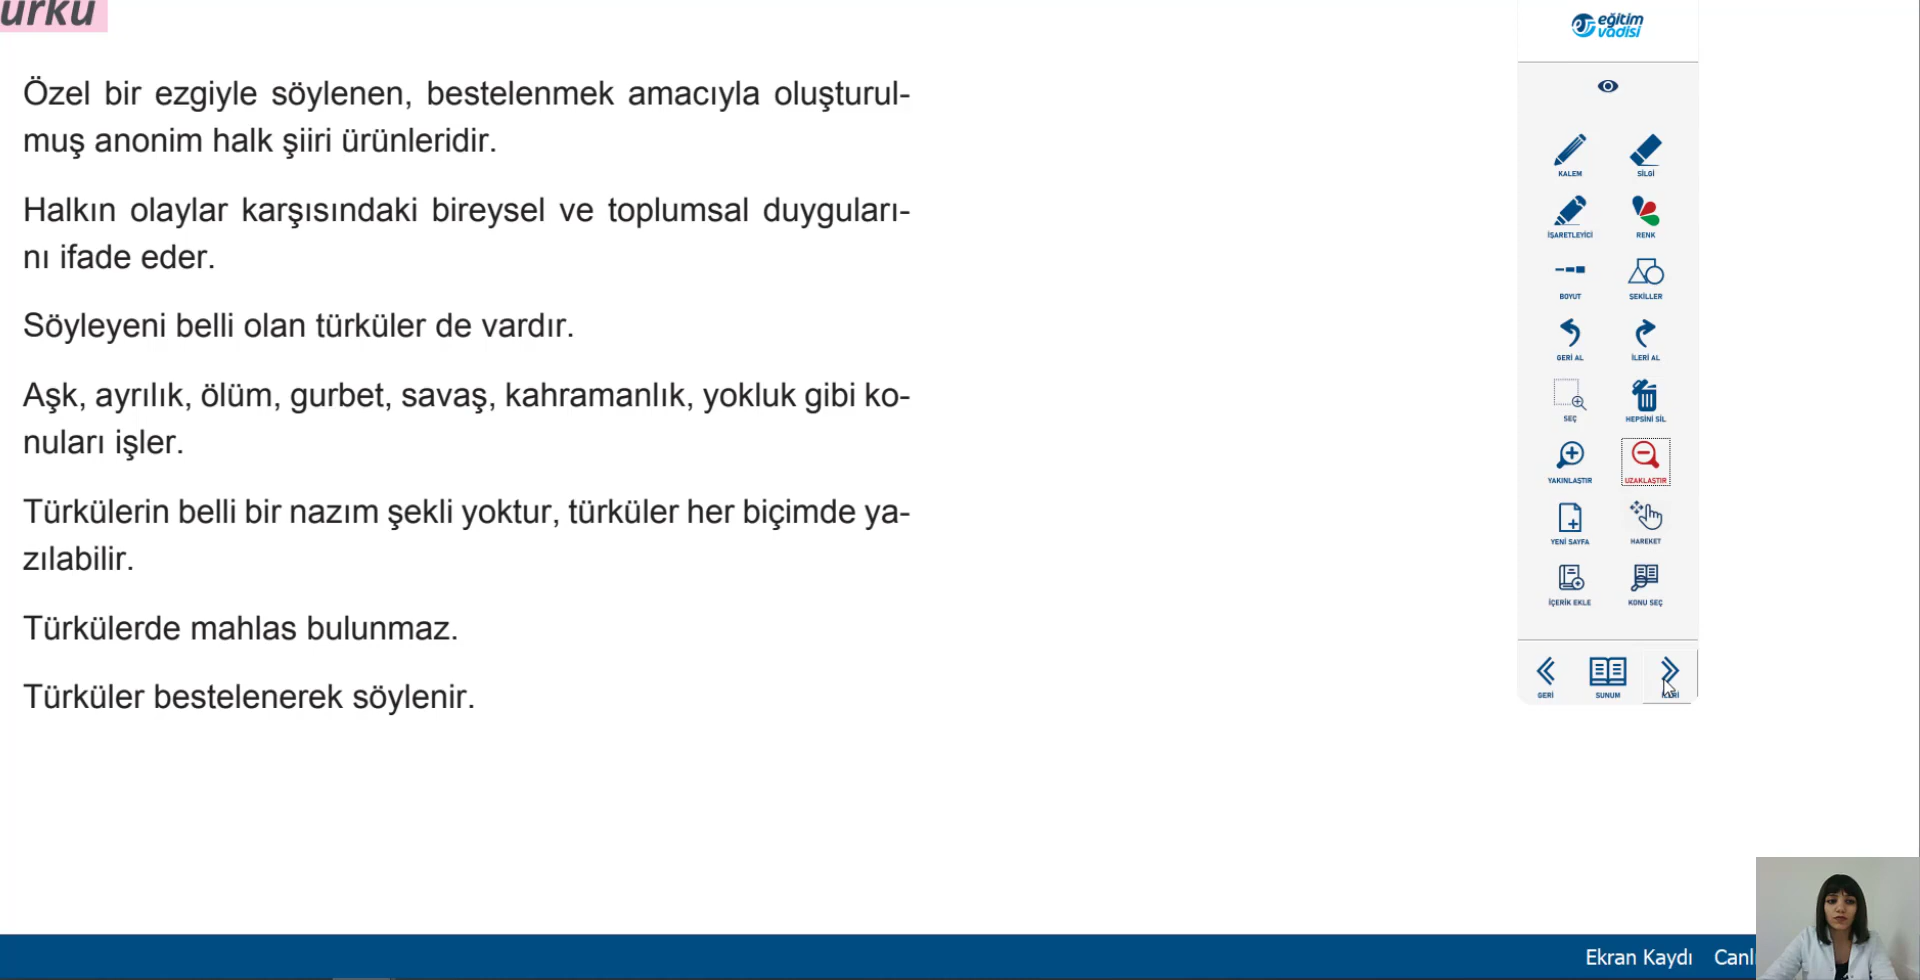 ürkü
Özel bir ezgiyle söylenen, bestelenmek amacıyla oluşturul-
muş anonim halk şiiri ürünleridir.
Halkın olaylar karşısındaki bireysel ve toplumsal duyguları-
nı ifade eder.
Söyleyeni belli olan türküler de vardır.
Aşk, ayrılık, ölüm, gurbet, savaş, kahramanlık, yokluk gibi ko-
nuları işler.
Türkülerin belli bir nazım şekli yoktur, türküler her biçimde ya-
zılabilir.
Türkülerde mahlas bulunmaz.
Türküler bestelenerek söylenir.
eğitim
vadisi
KALEM SİLGİ
İŞARETLEYİCİ RENK
BOYUT ŞEKİLLER
GERİ AL İLERİ AL
SEÇ HEPSİNİ SİL
YAKINLAŞTIR UZAKLAŞTIR
YENİ SAYFA HAREKET
İÇERİK EKLE KONU SEÇ
GERİ SUNUM
Ekran Kaydı Canlı